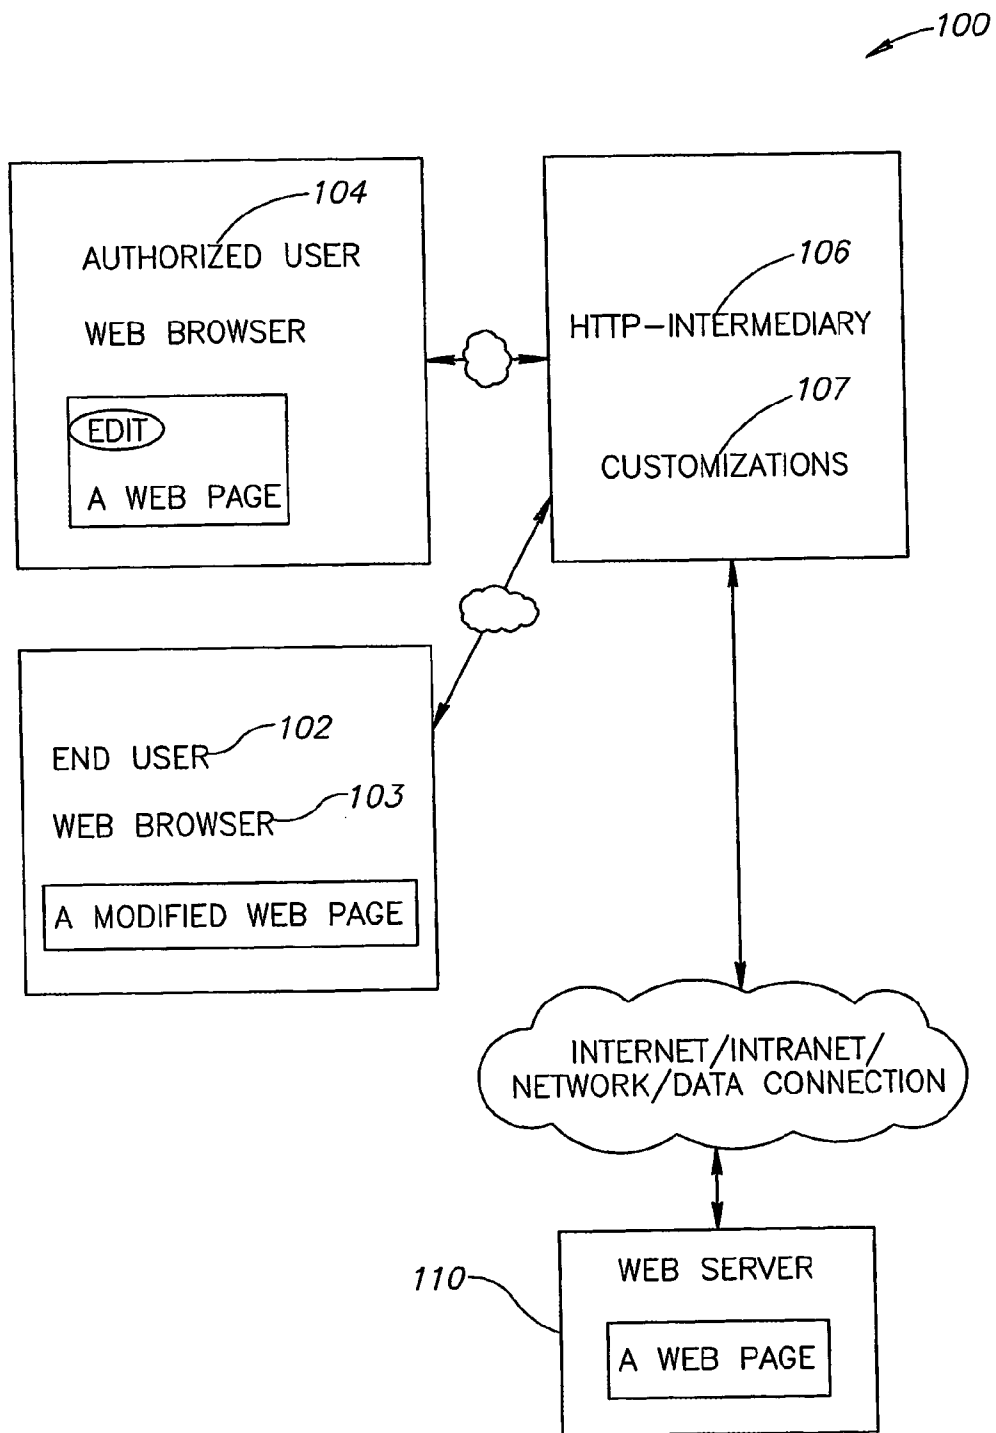 100
104
AUTHORIZED USER
WEB BROWSER
EDIT
A WEB PAGE
106
HTTP-INTERMEDIARY
107
CUSTOMIZATIONS
102
END USER
103
WEB BROWSER
A MODIFIED WEB PAGE
INTERNET/INTRANET/
NETWORK/DATA CONNECTION
110
WEB SERVER
A WEB PAGE